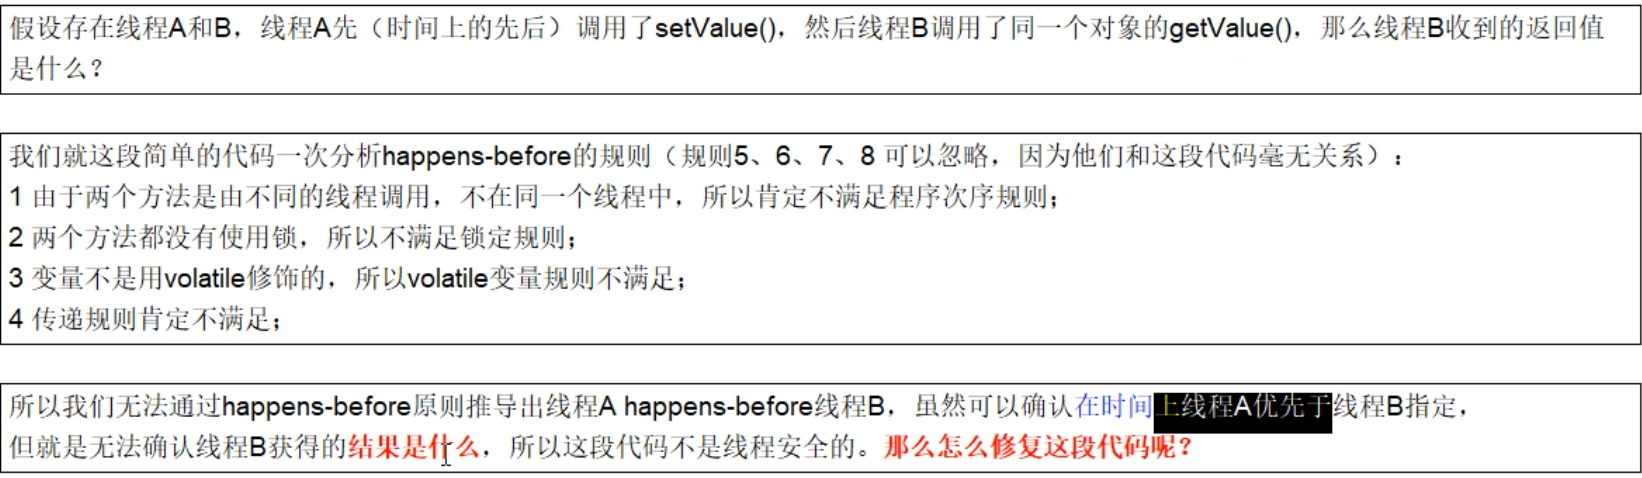 假设存在线程A和B，线程A先（时间上的先后）调用了setValue()，然后线程B调用了同一个对象的getValue()，那么线程B收到的返回值
是什么？
我们就这段简单的代码一次分析happens-before的规则（规则5、6、7、8 可以忽略，因为他们和这段代码毫无关系）：
1 由于两个方法是由不同的线程调用，不在同一个线程中，所以肯定不满足程序次序规则；
2 两个方法都没有使用锁，所以不满足锁定规则；
3 变量不是用volatile修饰的，所以volatile变量规则不满足；
4 传递规则肯定不满足；
所以我们无法通过happens-before原则推导出线程A happens-before线程B，虽然可以确认在时间上线程A优先于线程B指定，
但就是无法确认线程B获得的结果是什么，所以这段代码不是线程安全的。那么怎么修复这段代码呢？